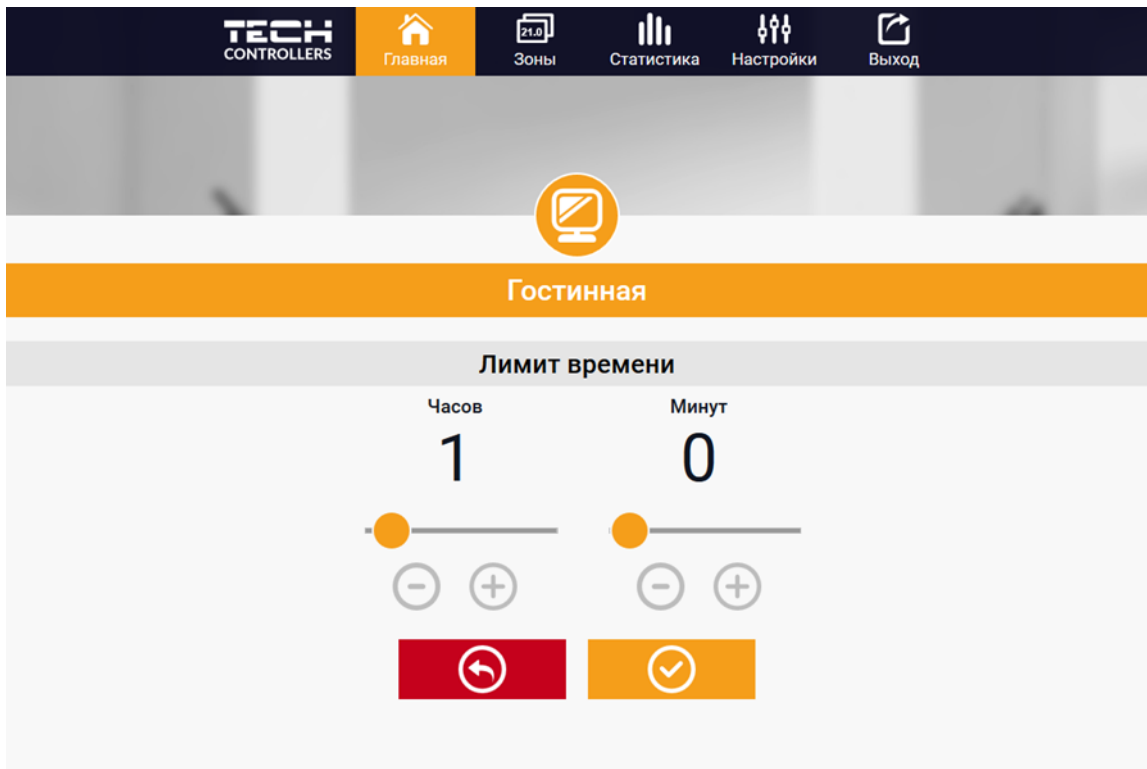 TECH
CONTROLLERS
Главная
21.0
Зоны
Статистика
Настройки
Выход
Гостинная
Лимит времени
Часов
Минут
1
0